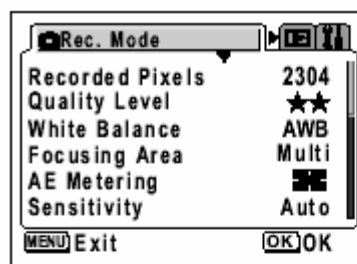 Rec. Mode
Recorded Pixels 2304
Quality Level ★★
White Balance AWB
Focusing Area Multi
AE Metering
Sensitivity Auto
MENU Exit OK OK